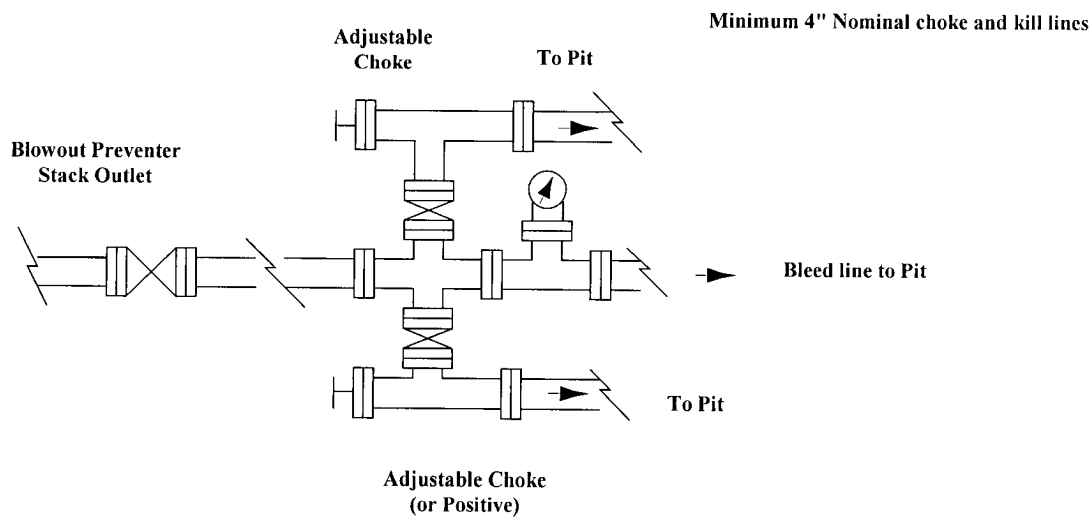 Minimum 4" Nominal choke and kill lines
Adjustable
Choke
To Pit
Blowout Preventer
Stack Outlet
Bleed line to Pit
To Pit
Adjustable Choke
(or Positive)